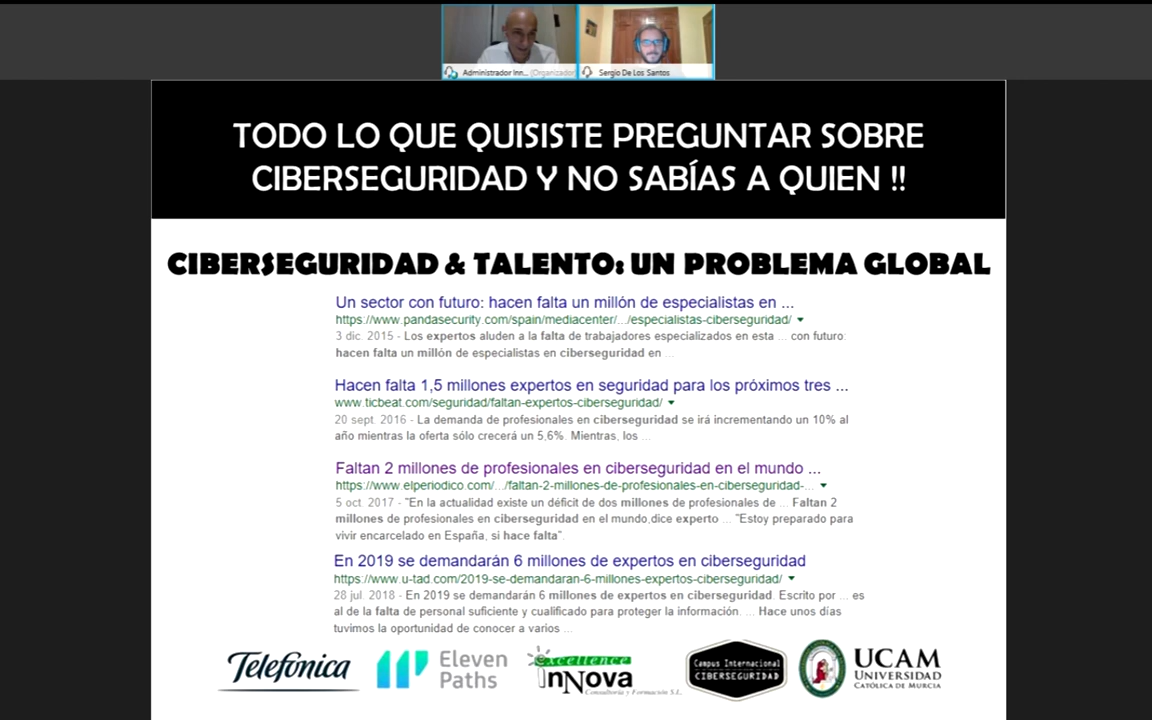 Administrador Inn... (Organizador
Sergio De Los Santos
TODO LO QUE QUISISTE PREGUNTAR SOBRE
CIBERSEGURIDAD Y NO SABÍAS A QUIEN !!
CIBERSEGURIDAD & TALENTO: UN PROBLEMA GLOBAL
Un sector con futuro: hacen falta un millón de especialistas en ...
https://www.pandasecurity.com/spain/mediacenter/.../especialistas-ciberseguridad/
3 dic. 2015 - Los expertos aluden a la falta de trabajadores especializados en esta ... con futuro:
hacen falta un millón de especialistas en ciberseguridad en ...
Hacen falta 1,5 millones expertos en seguridad para los próximos tres ...
www.ticbeat.com/seguridad/faltan-expertos-ciberseguridad/
20 sept. 2016 - La demanda de profesionales en ciberseguridad se irá incrementando un 10% al
año mientras la oferta sólo crecerá un 5,6%. Mientras, los ...
Faltan 2 millones de profesionales en ciberseguridad en el mundo ...
https://www.elperiodico.com/.../faltan-2-millones-de-profesionales-en-ciberseguridad-...
5 oct. 2017 - "En la actualidad existe un déficit de dos millones de profesionales de ... Faltan 2
millones de profesionales en ciberseguridad en el mundo,dice experto ... "Estoy preparado para
vivir encarcelado en España, si hace falta".
En 2019 se demandarán 6 millones de expertos en ciberseguridad
https://www.u-tad.com/2019-se-demandaran-6-millones-expertos-ciberseguridad/
28 jul. 2018 - En 2019 se demandarán 6 millones de expertos en ciberseguridad. Escrito por ... es
al de la falta de personal suficiente y cualificado para proteger la información. ... Hace unos días
tuvimos la oportunidad de conocer a varios ...
Telefónica
Eleven
Paths
excellence
inNova
Consultoría y Formación S.L.
Campus Internacional
CIBERSEGURIDAD
UCAM
UNIVERSIDAD
CATÓLICA DE MURCIA